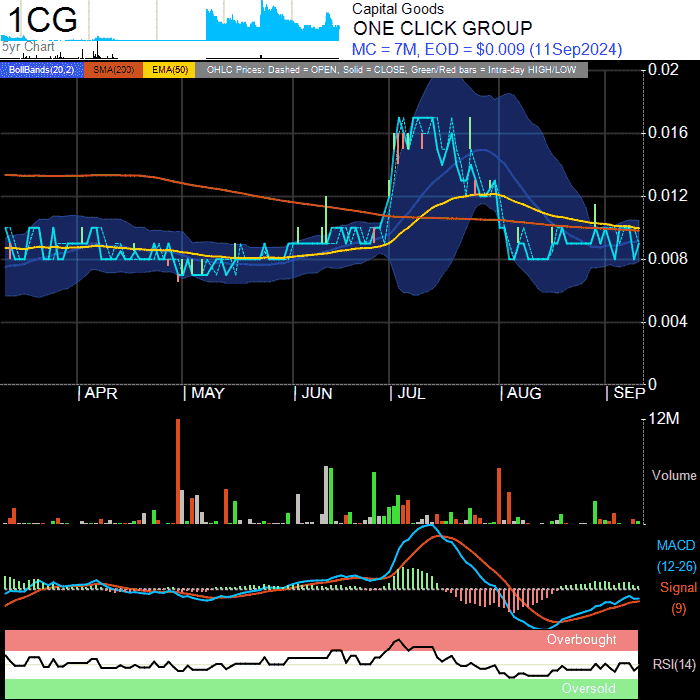 1CG
Capital Goods
ONE CLICK GROUP
MC = 7M, EOD = $0.009 (11Sep2024)
5yr Chart
BollBands(20,2) SMA(200) EMA(50) OHLC Prices: Dashed = OPEN, Solid = CLOSE, Green/Red bars = Intra-day HIGH/LOW
0.02
0.016
0.012
0.008
0.004
0
APR MAY JUN JUL AUG SEP
12M
Volume
MACD
(12-26)
Signal
(9)
Overbought
RSI(14)
Oversold